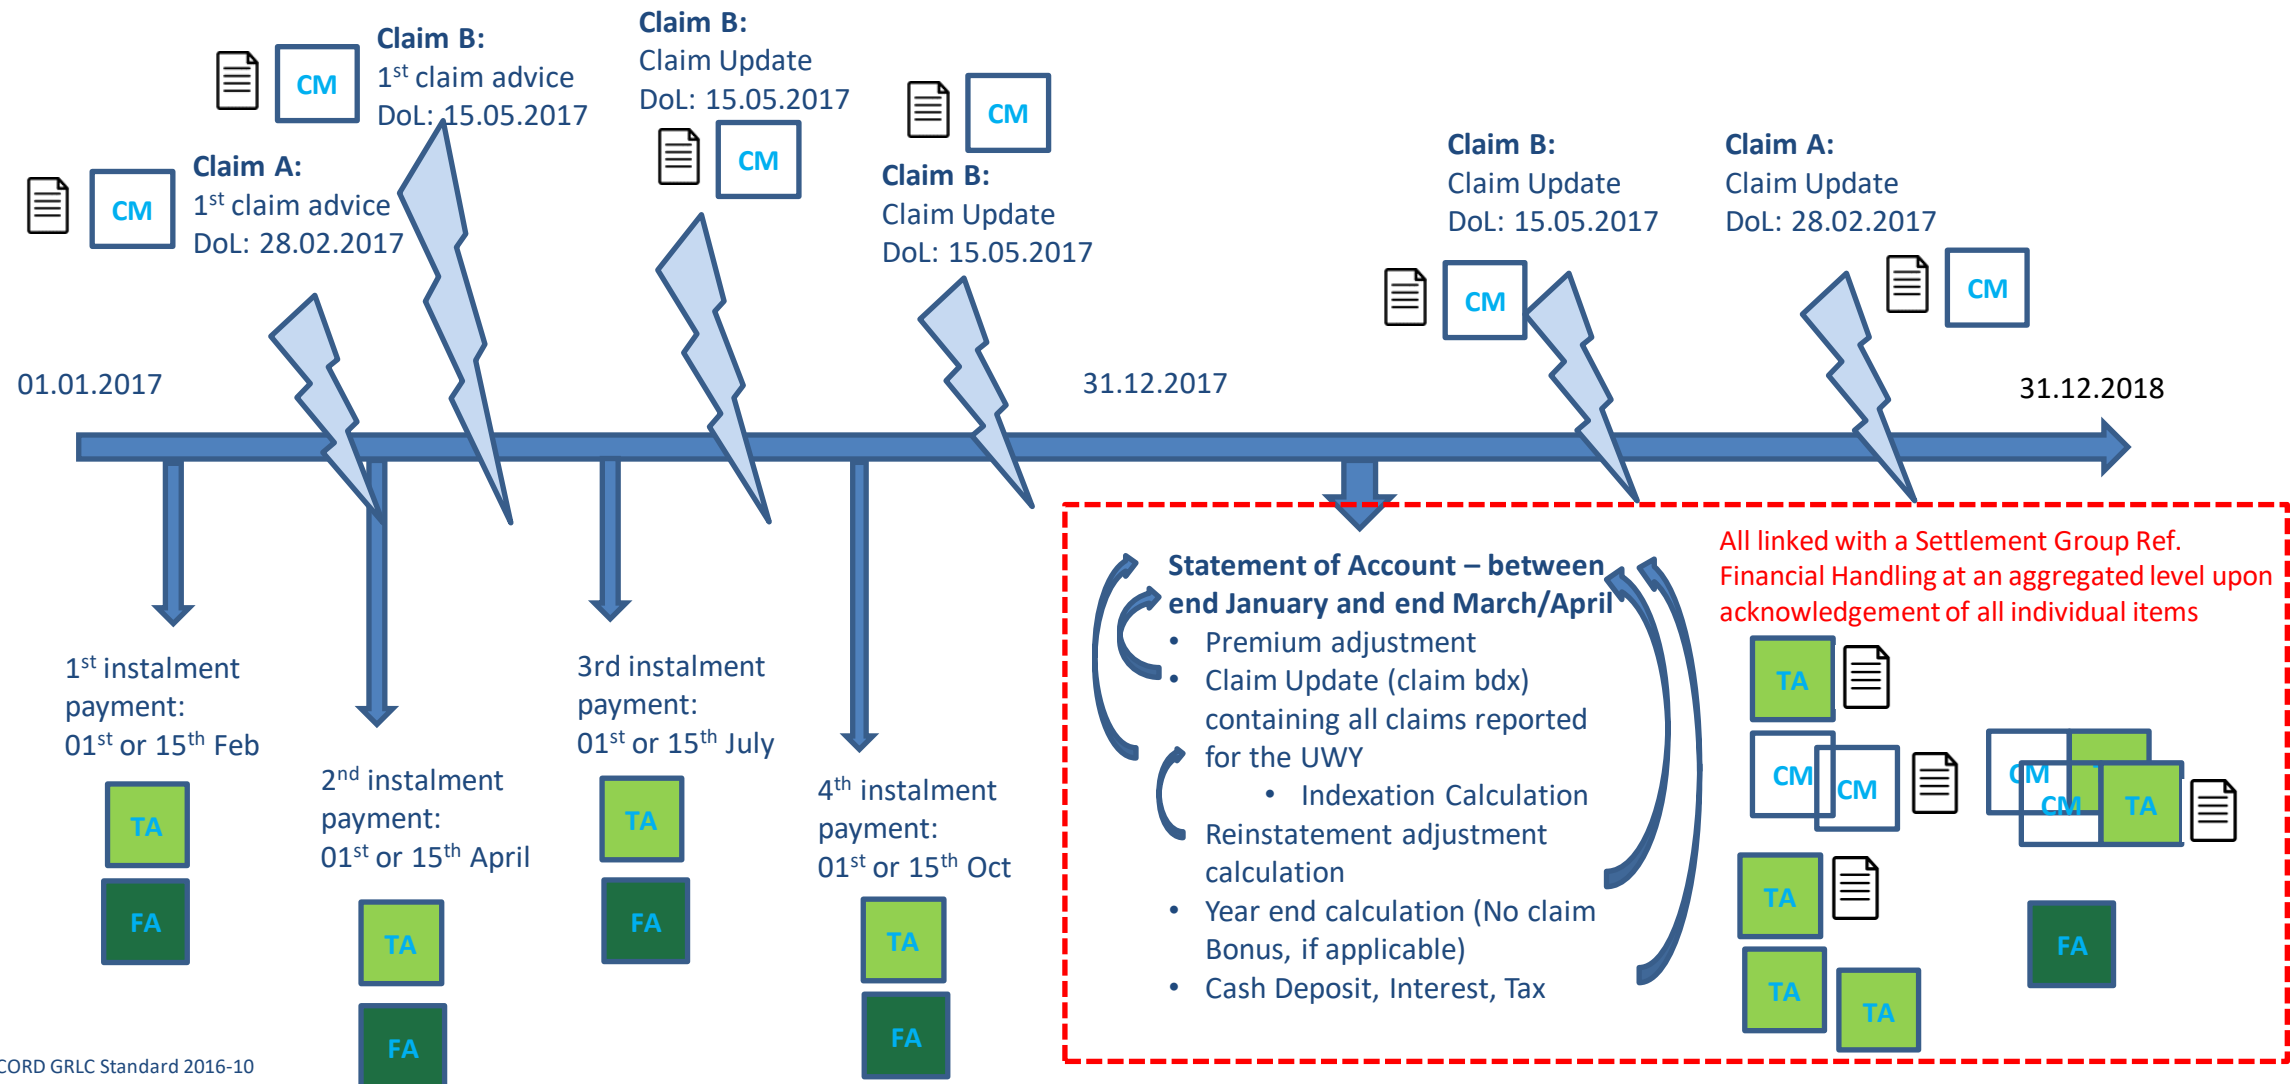 Claim B:
1st claim advice
DoL: 15.05.2017
CM
Claim A:
1st claim advice
DoL: 28.02.2017
CM
Claim B:
Claim Update
DoL: 15.05.2017
CM
CM
Claim B:
Claim Update
DoL: 15.05.2017
Claim B:
Claim Update
DoL: 15.05.2017
CM
Claim A:
Claim Update
DoL: 28.02.2017
CM
01.01.2017
31.12.2017
31.12.2018
1st instalment
payment:
01st or 15th Feb
TA
FA
2nd instalment
payment:
01st or 15th April
TA
FA
3rd instalment
payment:
01st or 15th July
TA
FA
4th instalment
payment:
01st or 15th Oct
TA
FA
Statement of Account – between
end January and end March/April
• Premium adjustment
• Claim Update (claim bdx)
containing all claims reported
for the UWY
• Indexation Calculation
Reinstatement adjustment
calculation
• Year end calculation (No claim
Bonus, if applicable)
• Cash Deposit, Interest, Tax
All linked with a Settlement Group Ref.
Financial Handling at an aggregated level upon
acknowledgement of all individual items
TA
CM
CM
TA
TA
TA
CM
CM
TA
FA
CORD GRLC Standard 2016-10